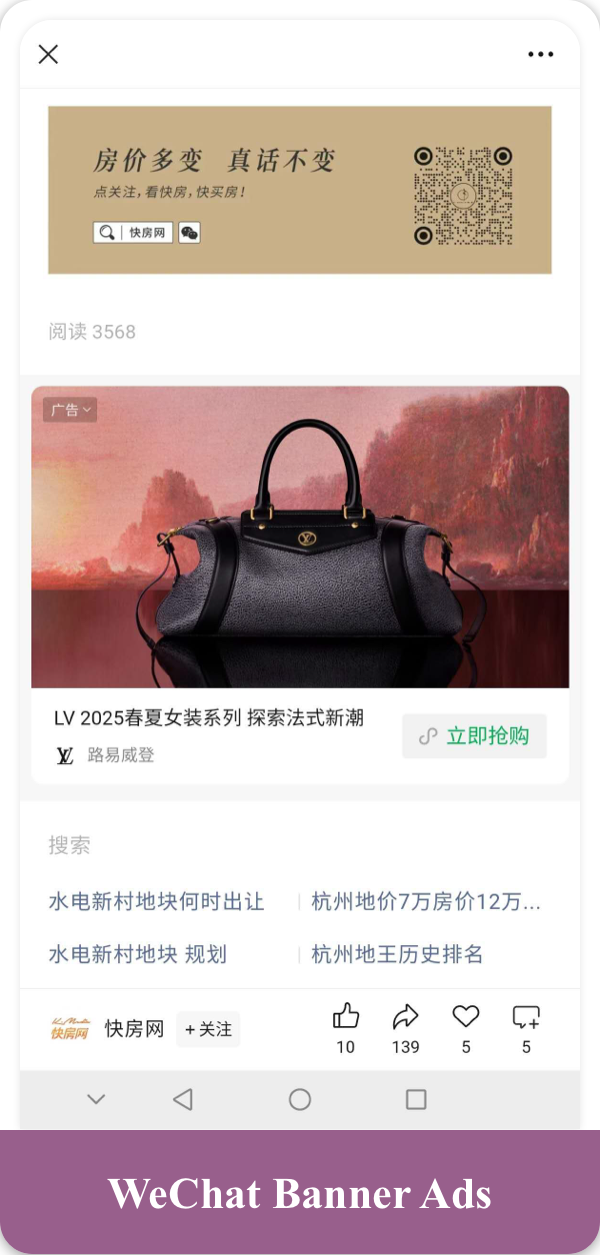 房价多变 真话不变
点关注，看快房，快买房！
快房网
阅读 3568
广告
LV 2025春夏女装系列 探索法式新潮
立即抢购
LV 路易威登
搜索
水电新村地块何时出让
杭州地价7万房价12万...
水电新村地块 规划
杭州地王历史排名
快房网
快房网
+关注
10
139
5
5
WeChat Banner Ads